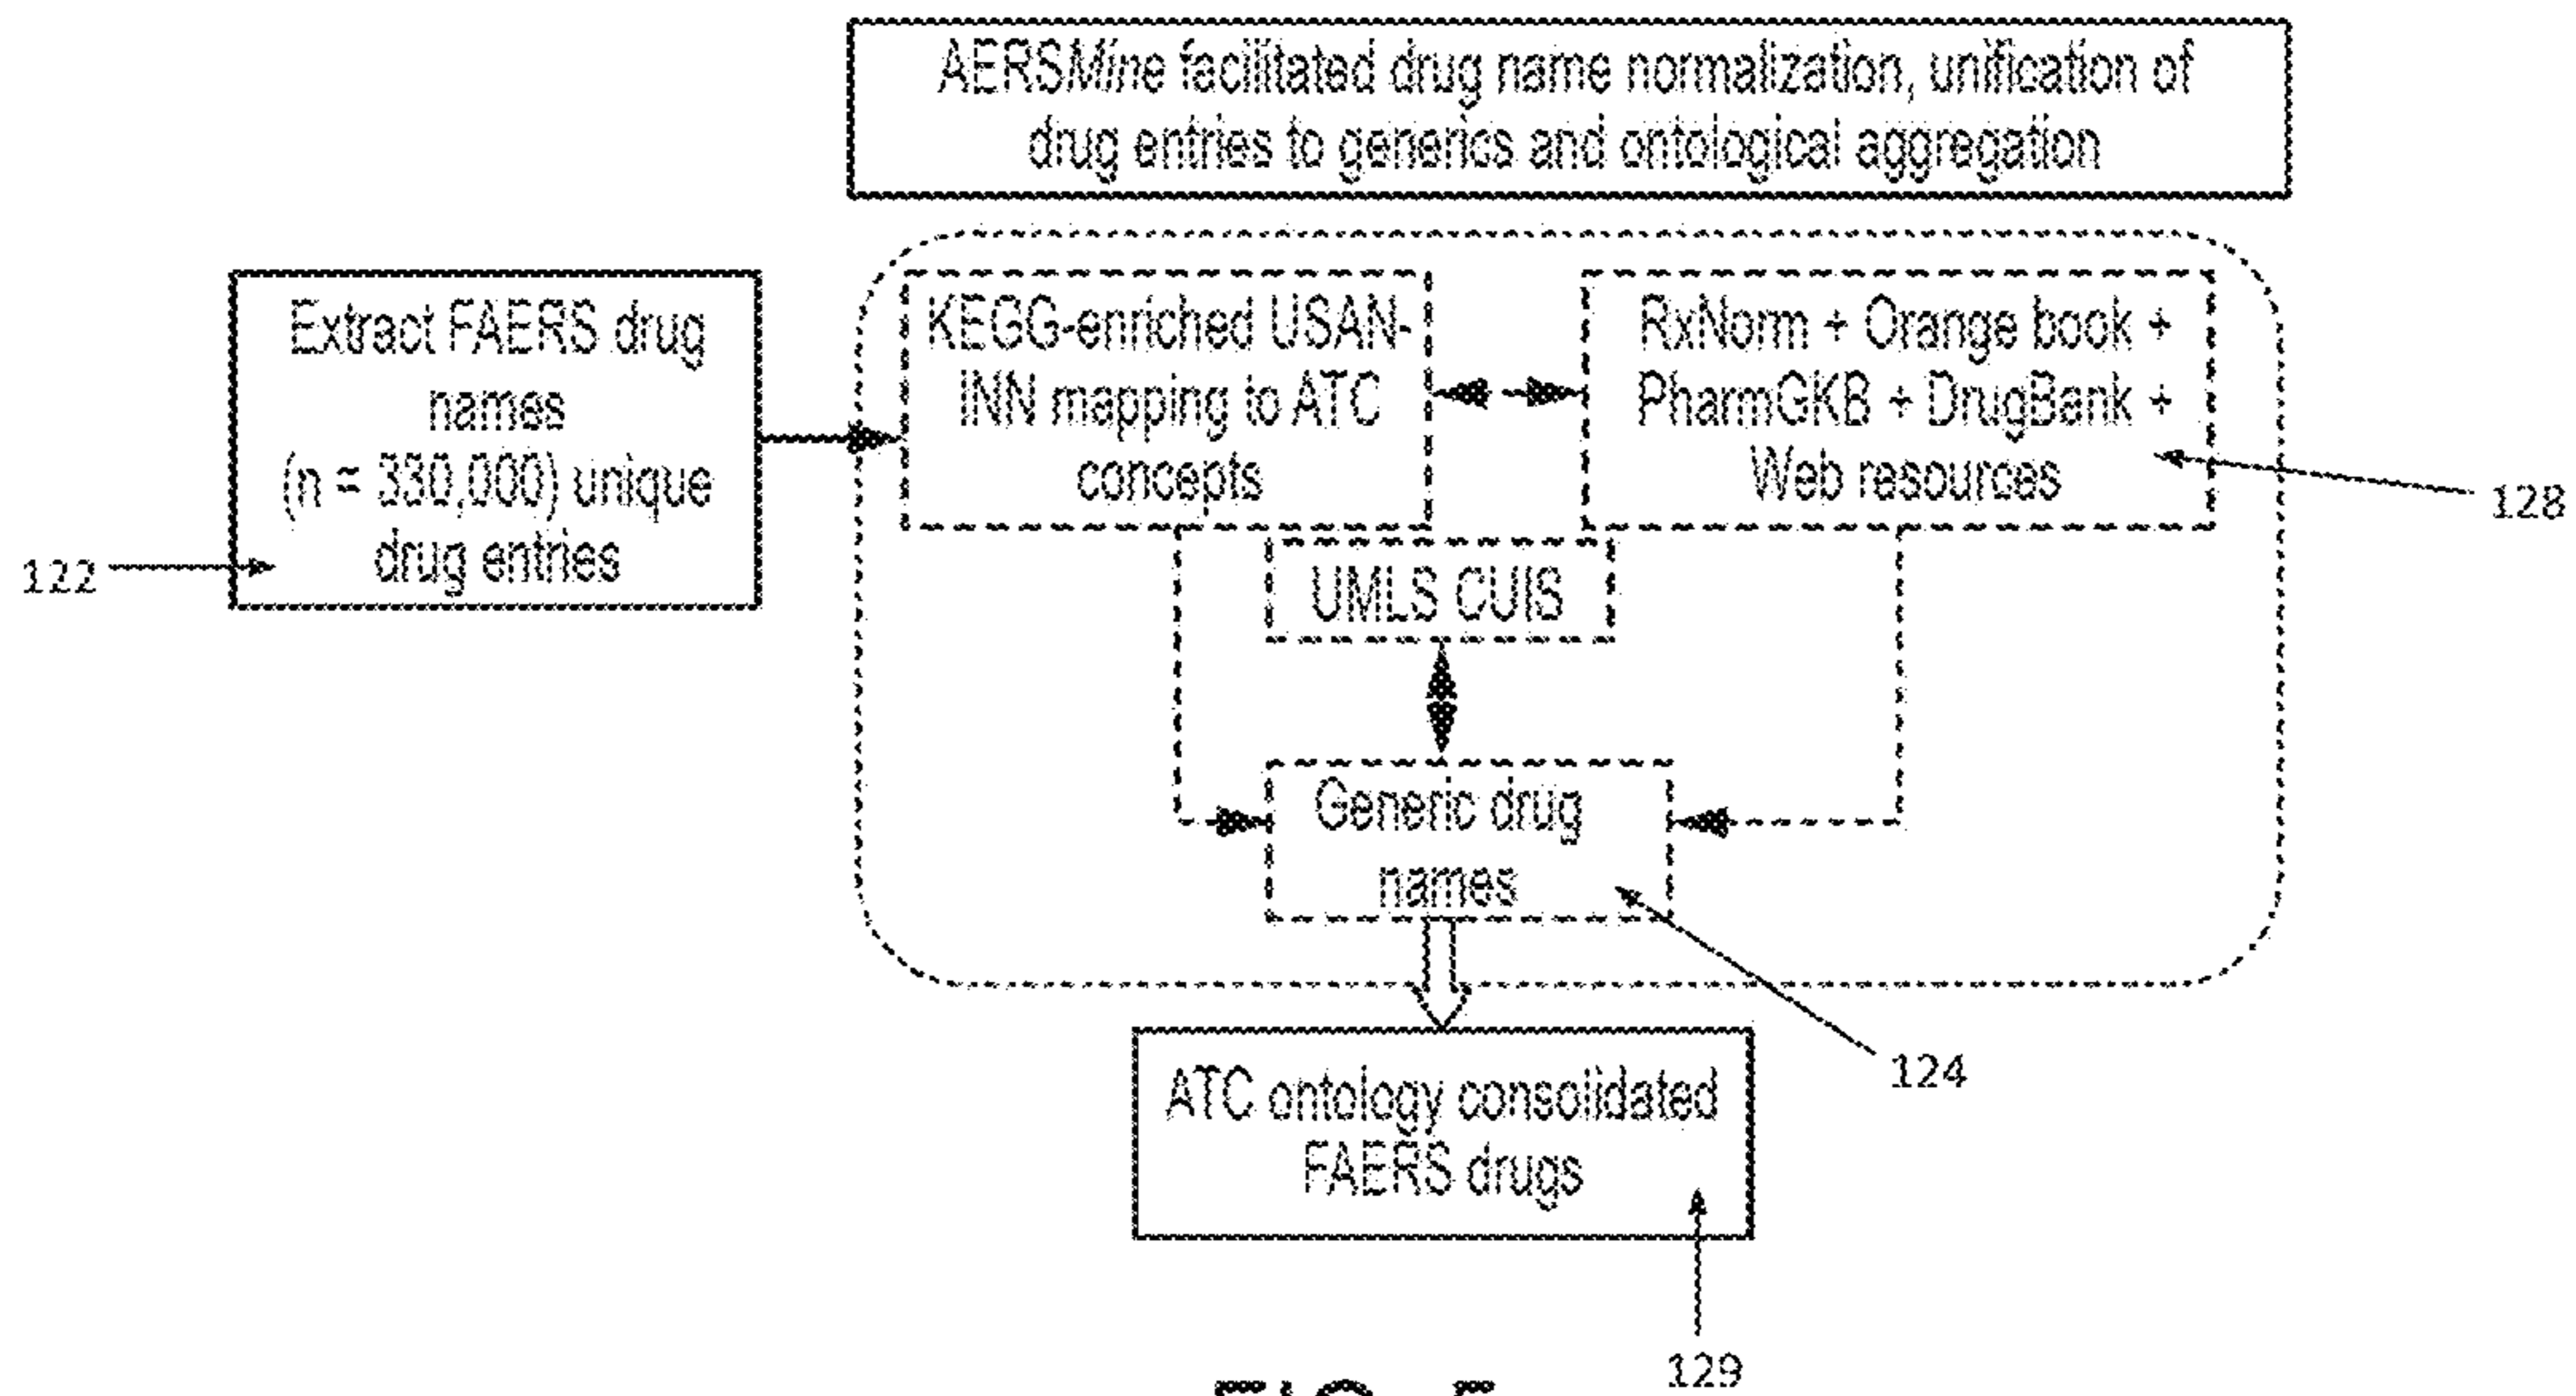 AERSMine facilitated drug name normalization, unification of
drug entries to generics and ontological aggregation
Extract FAERS drug
names
(n = 330,000) unique
drug entries
122
KEGG-enriched USAN-
INN mapping to ATC
concepts
RxNorm + Orange book +
PharmGKB + DrugBank +
Web resources
128
UMLS CUIS
Generic drug
names
124
ATC ontology consolidated
FAERS drugs
129